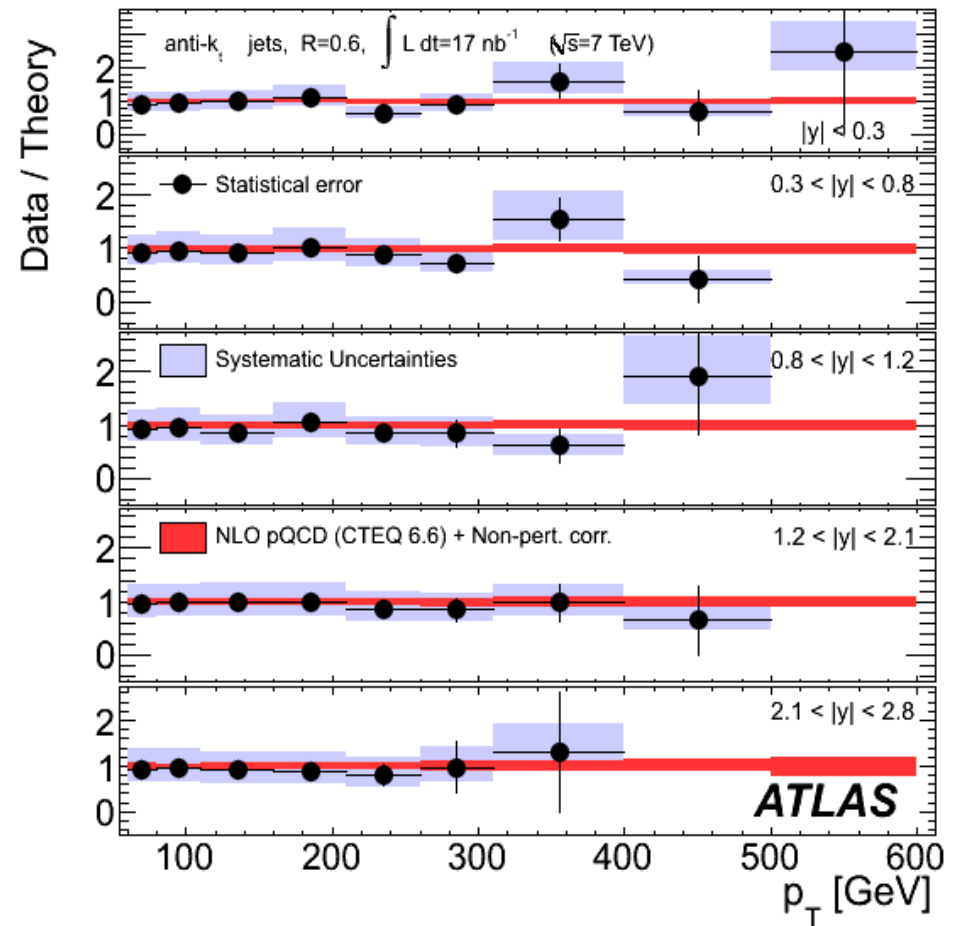 Data / Theory
anti-kₜ jets, R=0.6, ∫ L dt=17 nb⁻¹ (√s=7 TeV)
2
1
0
|y| < 0.3
Statistical error
0.3 < |y| < 0.8
2
1
0
Systematic Uncertainties
0.8 < |y| < 1.2
2
1
0
NLO pQCD (CTEQ 6.6) + Non-pert. corr.
1.2 < |y| < 2.1
2
1
0
2.1 < |y| < 2.8
2
1
0
ATLAS
100 200 300 400 500 600
p_T [GeV]